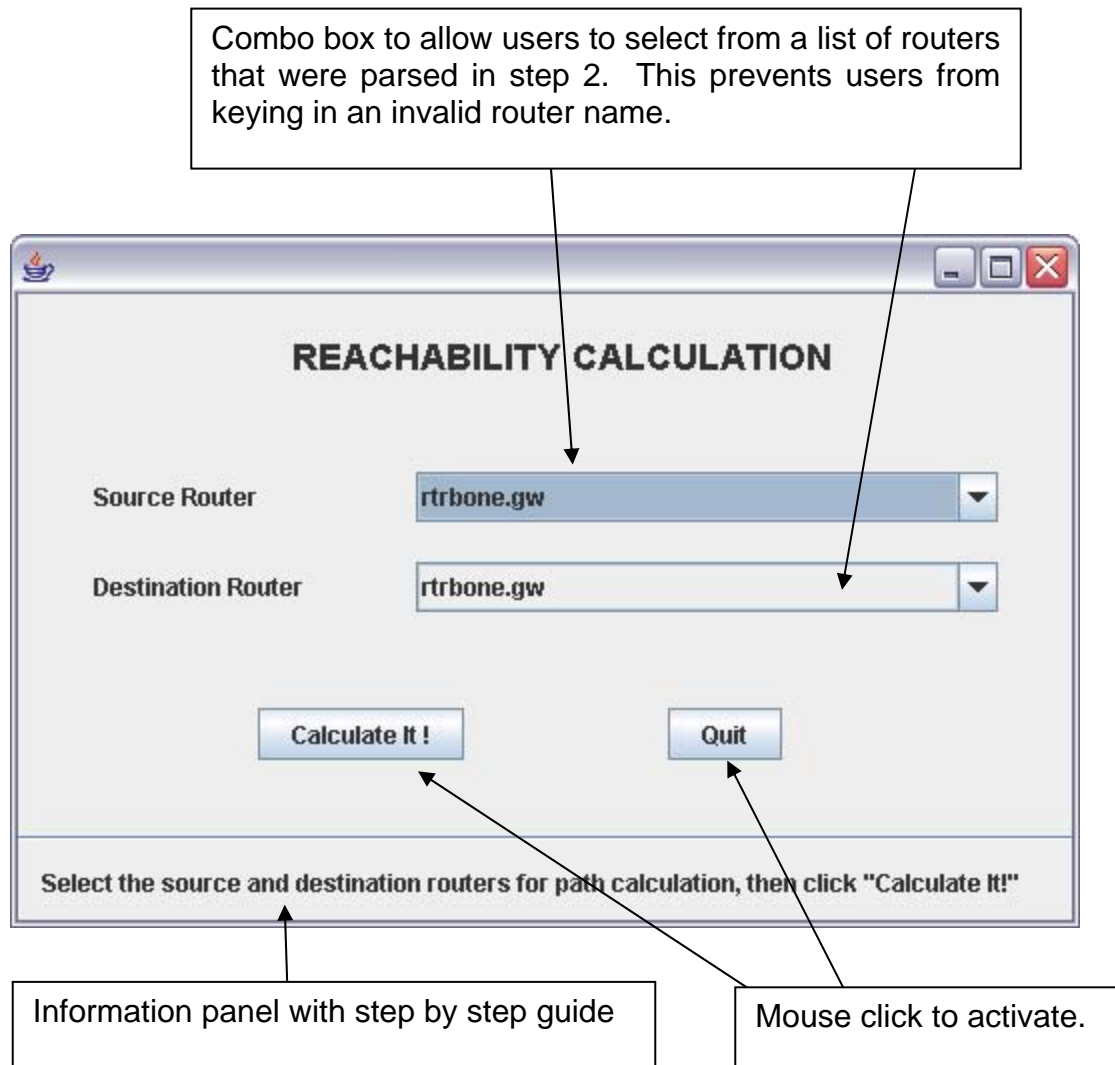 Combo box to allow users to select from a list of routers
that were parsed in step 2. This prevents users from
keying in an invalid router name.
REACHABILITY CALCULATION
Source Router rtrbone.gw
Destination Router rtrbone.gw
Calculate It ! Quit
Select the source and destination routers for path calculation, then click "Calculate It!"
Information panel with step by step guide
Mouse click to activate.